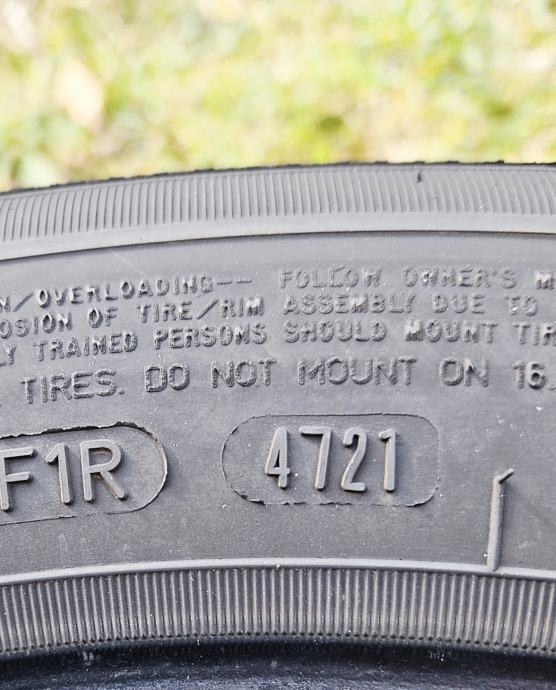 N/OVERLOADING-- FOLLOW OWNER'S M
OSION OF TIRE/RIM ASSEMBLY DUE TO
LY TRAINED PERSONS SHOULD MOUNT TIR
TIRES. DO NOT MOUNT ON 16.
F1R 4721